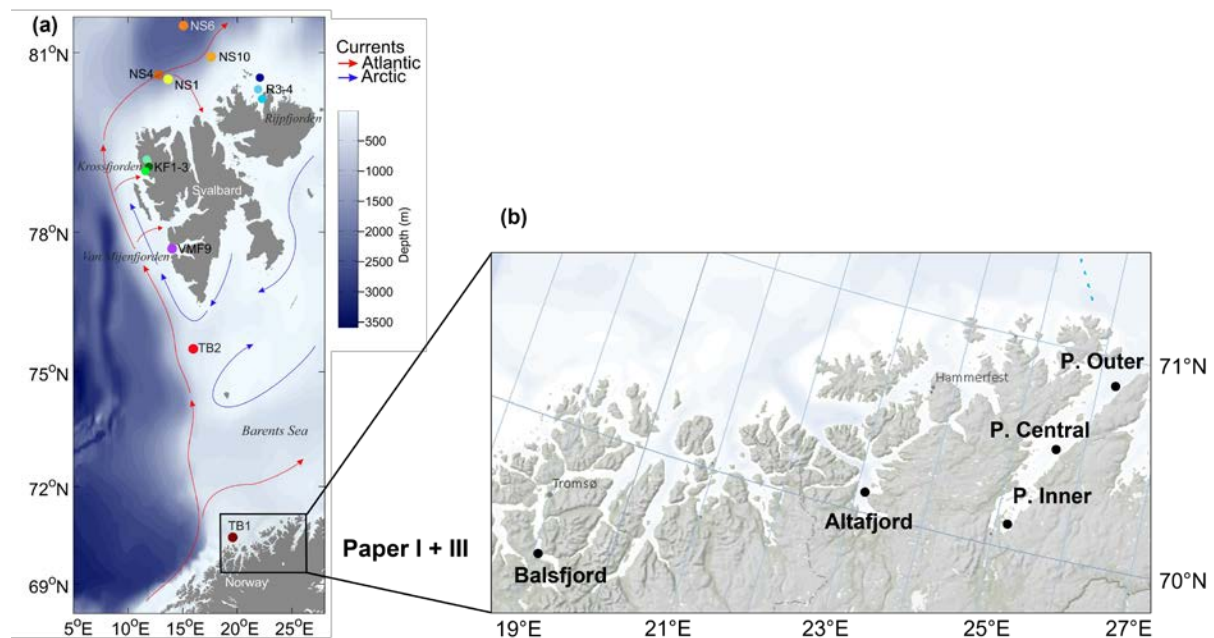 (a)
NS6
81°N
NS10
NS4
NS1
R3-4
Rijpfjorden
Currents
Atlantic
Arctic
500
1000
1500
2000
2500
3000
3500
Depth (m)
Krossfjorden
KF1-3
Svalbard
78°N
VMF9
Van Mijenfjorden
TB2
75°N
Barents Sea
72°N
TB1
Norway
69°N
5°E
10°E
15°E
20°E
25°E
Paper I + III
(b)
71°N
P. Outer
Hammerfest
P. Central
Tromsø
P. Inner
Altafjord
Balsfjord
70°N
19°E
21°E
23°E
25°E
27°E